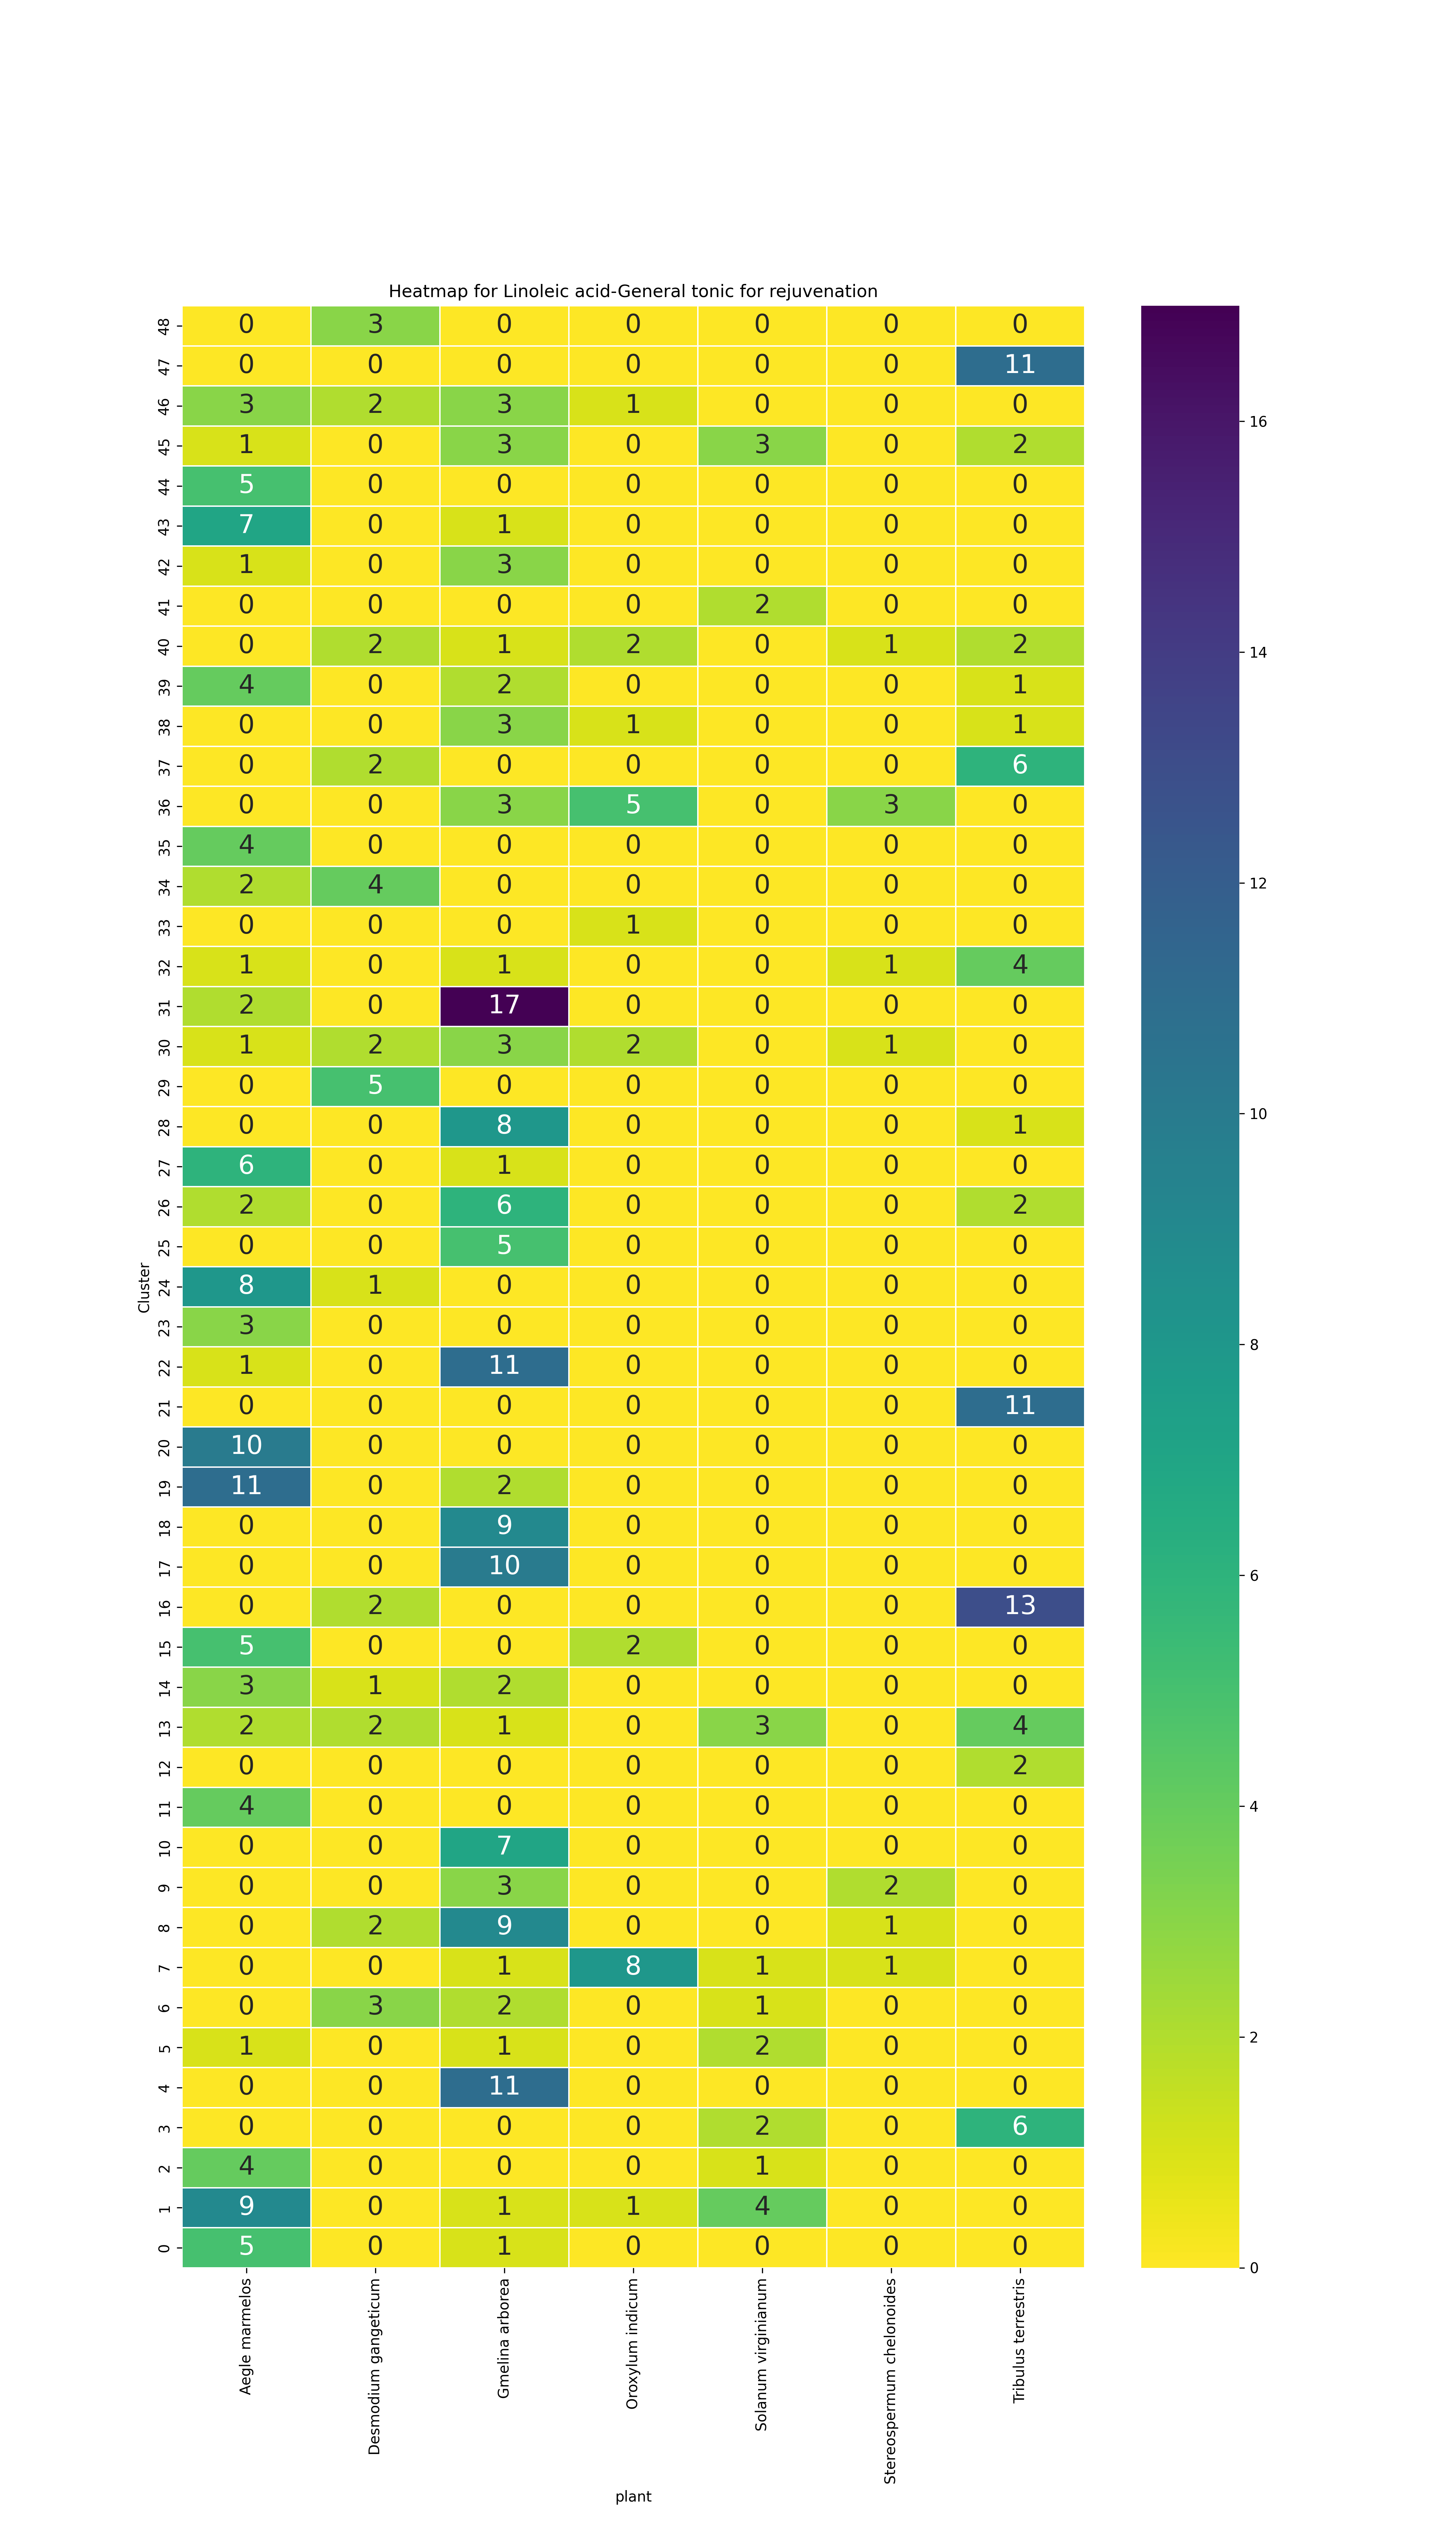 Heatmap for Linoleic acid-General tonic for rejuvenation
48 0 3 0 0 0 0 0
47 0 0 0 0 0 0 11
46 3 2 3 1 0 0 0
45 1 0 3 0 3 0 2
44 5 0 0 0 0 0 0
43 7 0 1 0 0 0 0
42 1 0 3 0 0 0 0
41 0 0 0 0 2 0 0
40 0 2 1 2 0 1 2
39 4 0 2 0 0 0 1
38 0 0 3 1 0 0 1
37 0 2 0 0 0 0 6
36 0 0 3 5 0 3 0
35 4 0 0 0 0 0 0
34 2 4 0 0 0 0 0
33 0 0 0 1 0 0 0
32 1 0 1 0 0 1 4
31 2 0 17 0 0 0 0
30 1 2 3 2 0 1 0
29 0 5 0 0 0 0 0
28 0 0 8 0 0 0 1
27 6 0 1 0 0 0 0
26 2 0 6 0 0 0 2
25 0 0 5 0 0 0 0
24 8 1 0 0 0 0 0
23 3 0 0 0 0 0 0
22 1 0 11 0 0 0 0
21 0 0 0 0 0 0 11
20 10 0 0 0 0 0 0
19 11 0 2 0 0 0 0
18 0 0 9 0 0 0 0
17 0 0 10 0 0 0 0
16 0 2 0 0 0 0 13
15 5 0 0 2 0 0 0
14 3 1 2 0 0 0 0
13 2 2 1 0 3 0 4
12 0 0 0 0 0 0 2
11 4 0 0 0 0 0 0
10 0 0 7 0 0 0 0
9 0 0 3 0 0 2 0
8 0 2 9 0 0 1 0
7 0 0 1 8 1 1 0
6 0 3 2 0 1 0 0
5 1 0 1 0 2 0 0
4 0 0 11 0 0 0 0
3 0 0 0 0 2 0 6
2 4 0 0 0 1 0 0
1 9 0 1 1 4 0 0
0 5 0 1 0 0 0 0
Cluster
Aegle marmelos
Desmodium gangeticum
Gmelina arborea
Oroxylum indicum
Solanum virginianum
Stereospermum chelonoides
Tribulus terrestris
plant
16
14
12
10
8
6
4
2
0